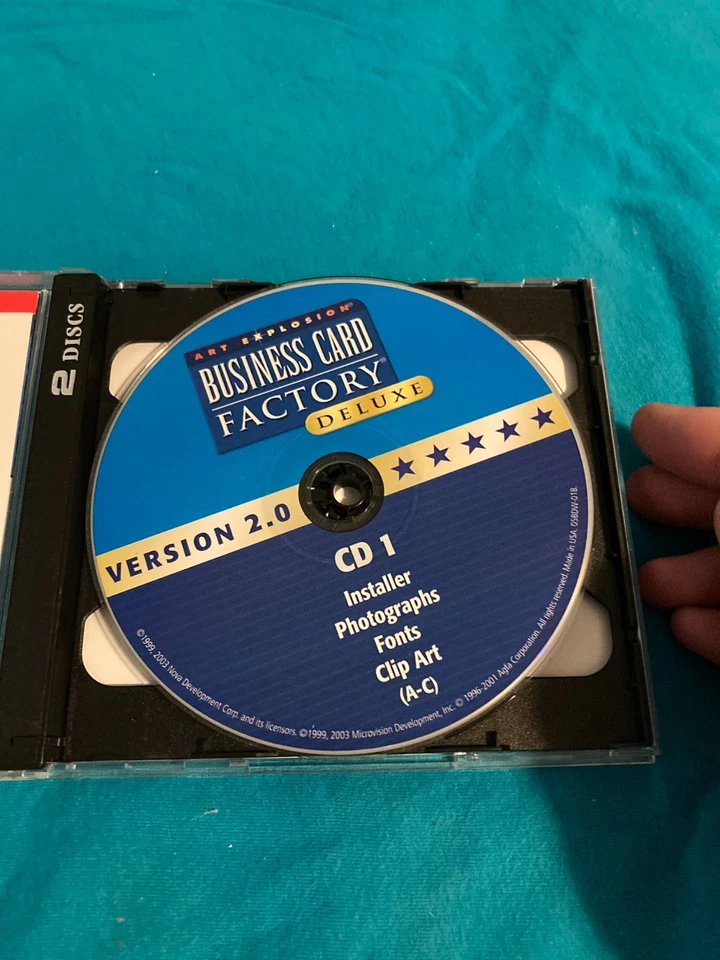 2 DISCS
ART EXPLOSION®
BUSINESS CARD
FACTORY®
DELUXE
VERSION 2.0 ★★★★★
CD 1
Installer
Photographs
Fonts
Clip Art
(A-C)
©1999, 2003 Nova Development Corp. and its licensors. ©1999, 2003 Microvision Development, Inc. © 1996-2001 Agfa Corporation. All rights reserved. Made in USA. 05BDW-018.